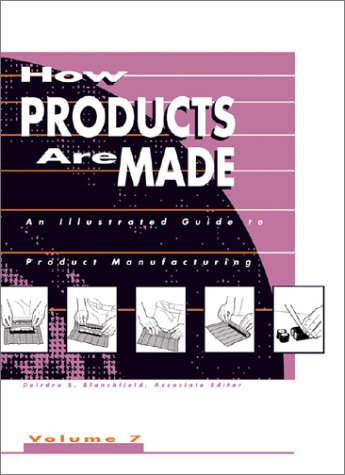 How
PRODUCTS
Are MADE
An Illustrated Guide to
Product Manufacturing
Deirdre S. Blanchfield, Associate Editor
Volume 7